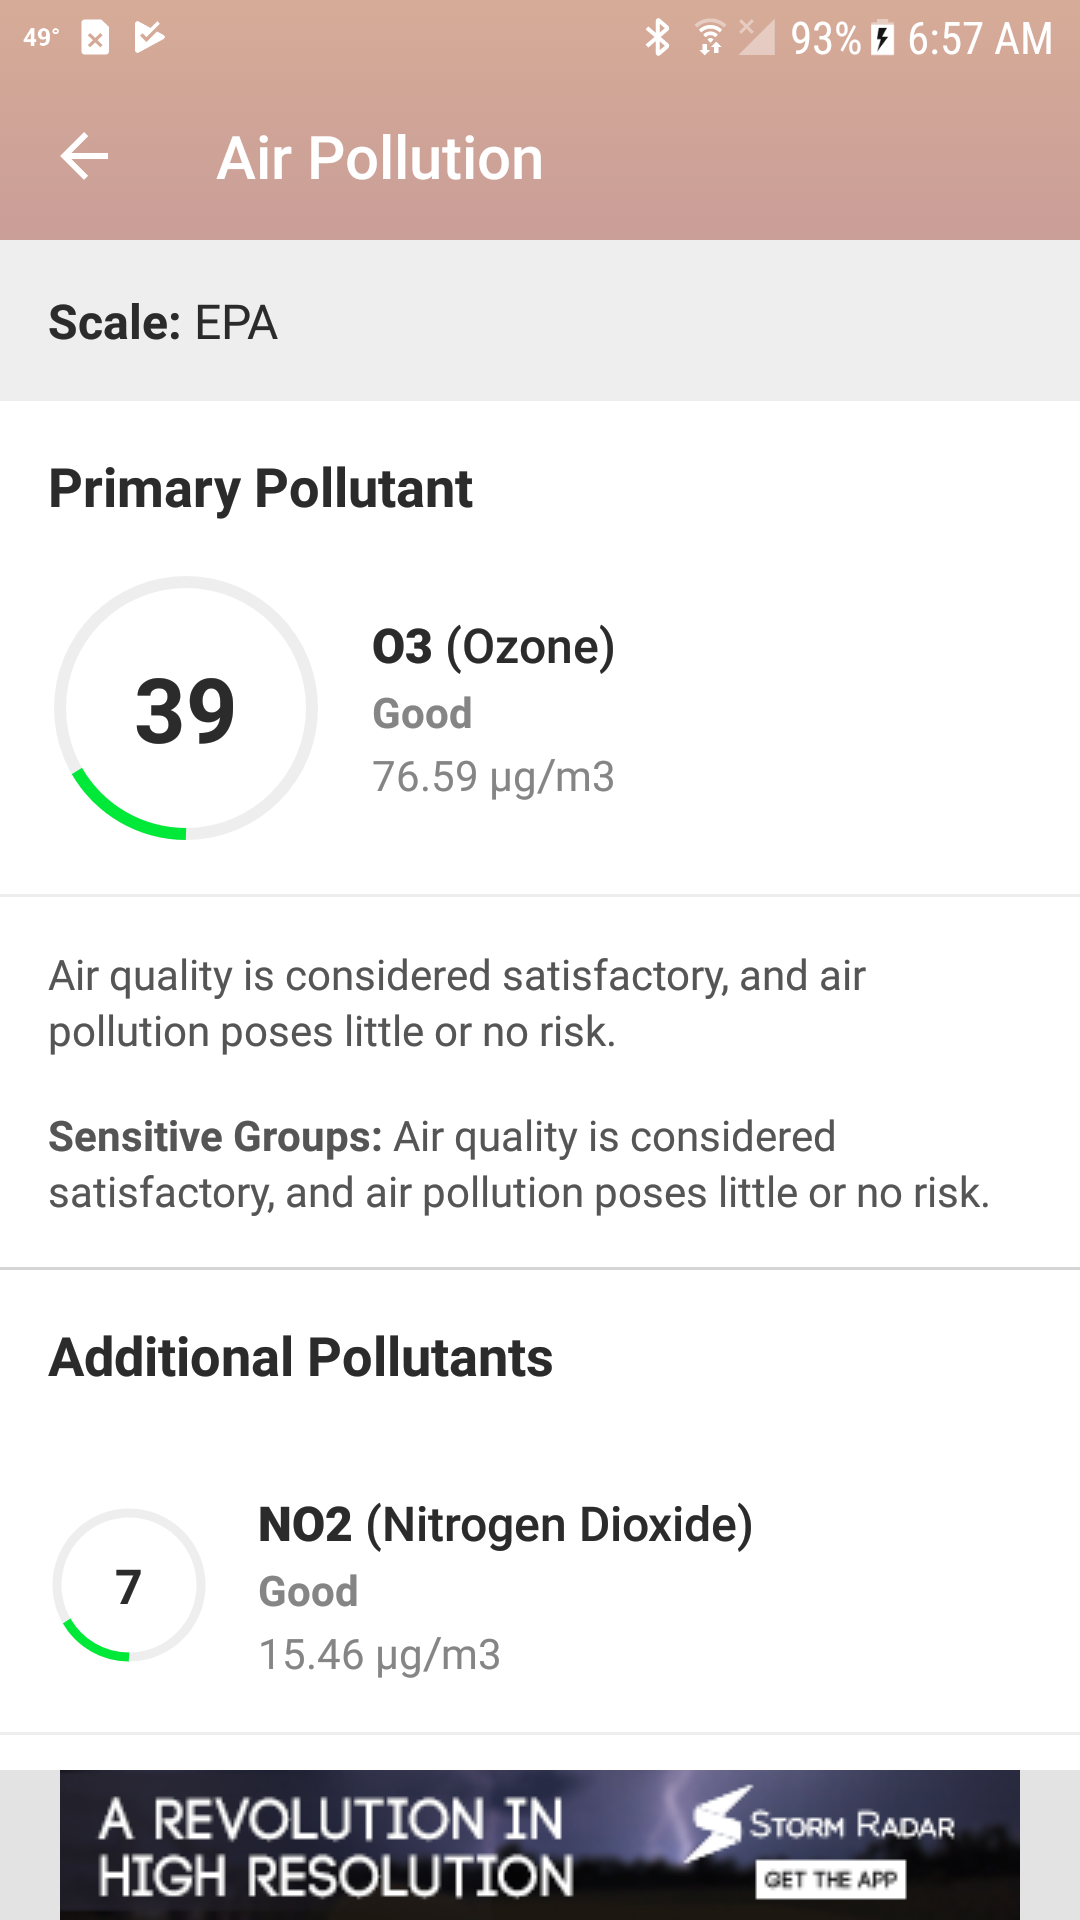 49° 93% 6:57 AM
Air Pollution
Scale: EPA
Primary Pollutant
39
O3 (Ozone)
Good
76.59 µg/m3
Air quality is considered satisfactory, and air
pollution poses little or no risk.
Sensitive Groups: Air quality is considered
satisfactory, and air pollution poses little or no risk.
Additional Pollutants
7
NO2 (Nitrogen Dioxide)
Good
15.46 µg/m3
A REVOLUTION IN
HIGH RESOLUTION
STORM RADAR
GET THE APP